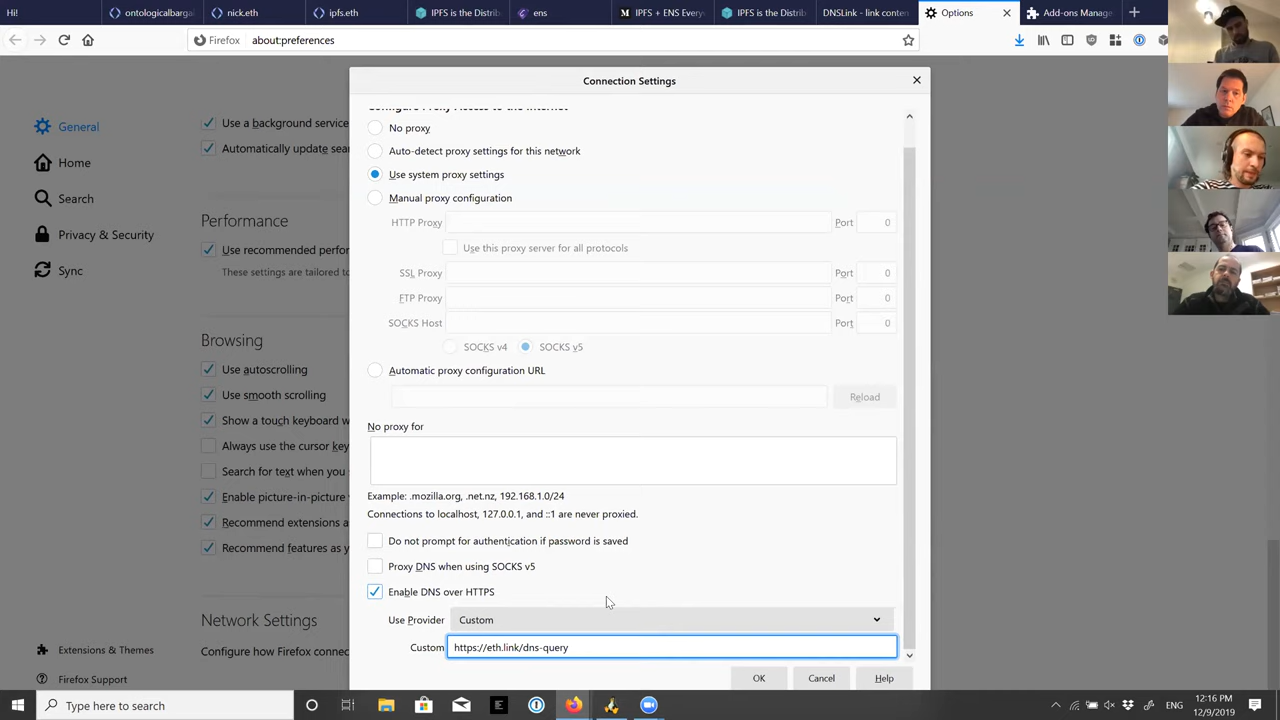 Hi!
ontologicalbarga
nick.eth
ipfs.eth
IPFS is the Distrib
ens
IPFS + ENS Everyw
IPFS is the Distrib
DNSLink - link conten
Options
Add-ons Manage
Firefox
about:preferences
Connection Settings
Configure Proxy Access to the Internet
No proxy
Auto-detect proxy settings for this network
Use system proxy settings
Manual proxy configuration
HTTP Proxy
Port
0
Use this proxy server for all protocols
SSL Proxy
Port
0
FTP Proxy
Port
0
SOCKS Host
Port
0
SOCKS v4
SOCKS v5
Automatic proxy configuration URL
Reload
No proxy for
Example: .mozilla.org, .net.nz, 192.168.1.0/24
Connections to localhost, 127.0.0.1, and ::1 are never proxied.
Do not prompt for authentication if password is saved
Proxy DNS when using SOCKS v5
Enable DNS over HTTPS
Use Provider
Custom
Custom
https://eth.link/dns-query
OK
Cancel
Help
General
Home
Search
Privacy & Security
Sync
Extensions & Themes
Firefox Support
Use a background service
Automatically update sear
Performance
Use recommended perfor
These settings are tailored to
Browsing
Use autoscrolling
Use smooth scrolling
Show a touch keyboard w
Always use the cursor key
Search for text when you
Enable picture-in-picture
Recommend extensions a
Recommend features as y
Network Settings
Configure how Firefox connec
Type here to search
ENG
12:16 PM
12/9/2019